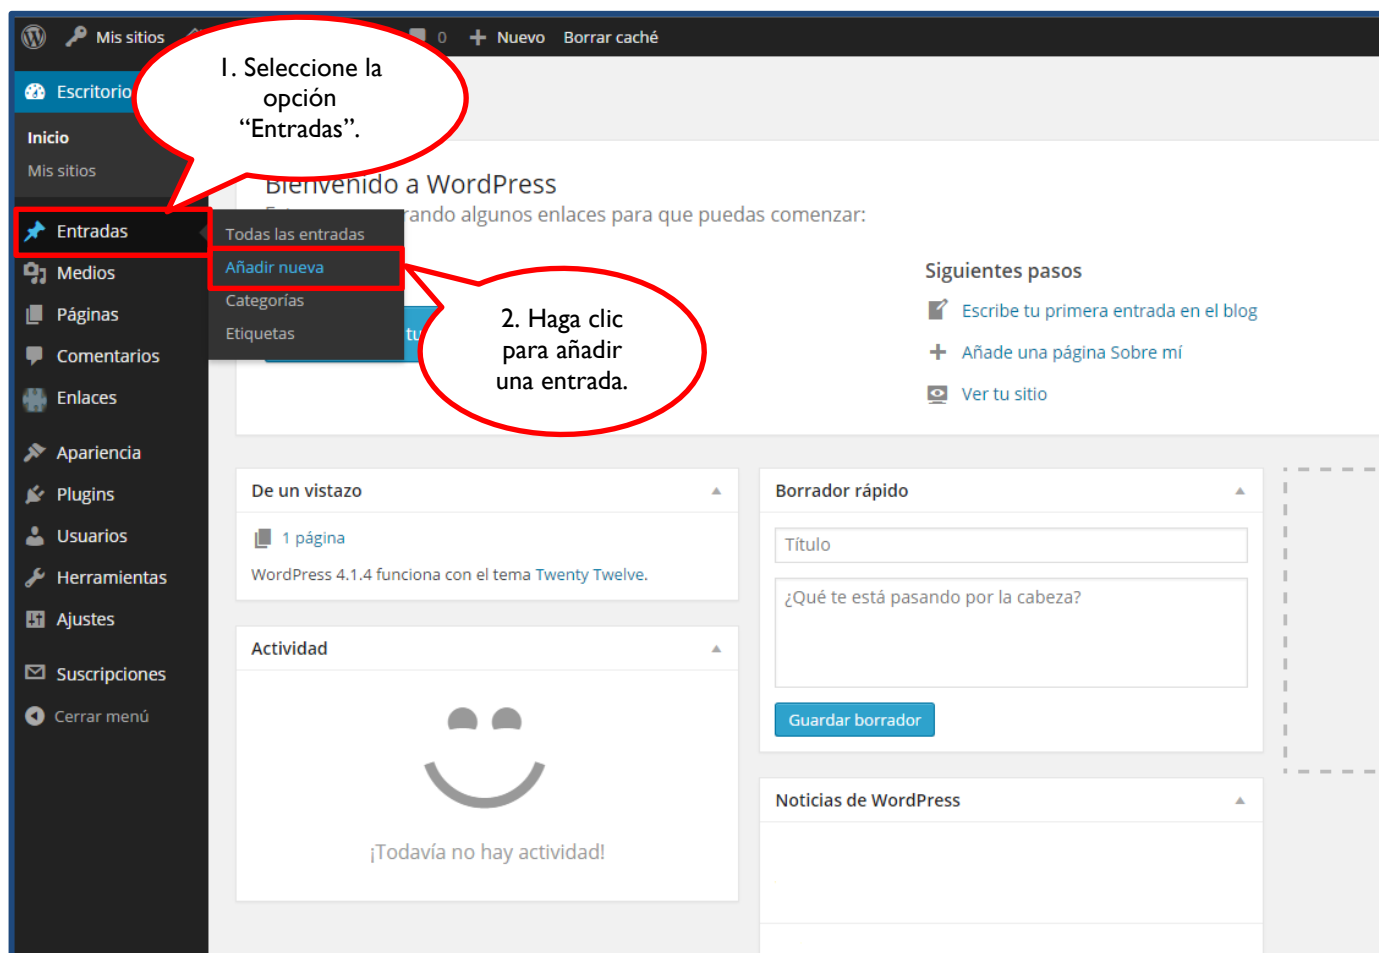 Mis sitios
0
Nuevo
Borrar caché
1. Seleccione la
opción
“Entradas”.
Escritorio
Inicio
Mis sitios
Entradas
Medios
Páginas
Comentarios
Enlaces
Apariencia
Plugins
Usuarios
Herramientas
Ajustes
Suscripciones
Cerrar menú
Todas las entradas
Añadir nueva
Categorías
Etiquetas
Bienvenido a WordPress
algunos enlaces para que puedas comenzar:
2. Haga clic
para añadir
una entrada.
Siguientes pasos
Escribe tu primera entrada en el blog
Añade una página Sobre mí
Ver tu sitio
De un vistazo
1 página
WordPress 4.1.4 funciona con el tema Twenty Twelve.
Actividad
¡Todavía no hay actividad!
Borrador rápido
Título
¿Qué te está pasando por la cabeza?
Guardar borrador
Noticias de WordPress